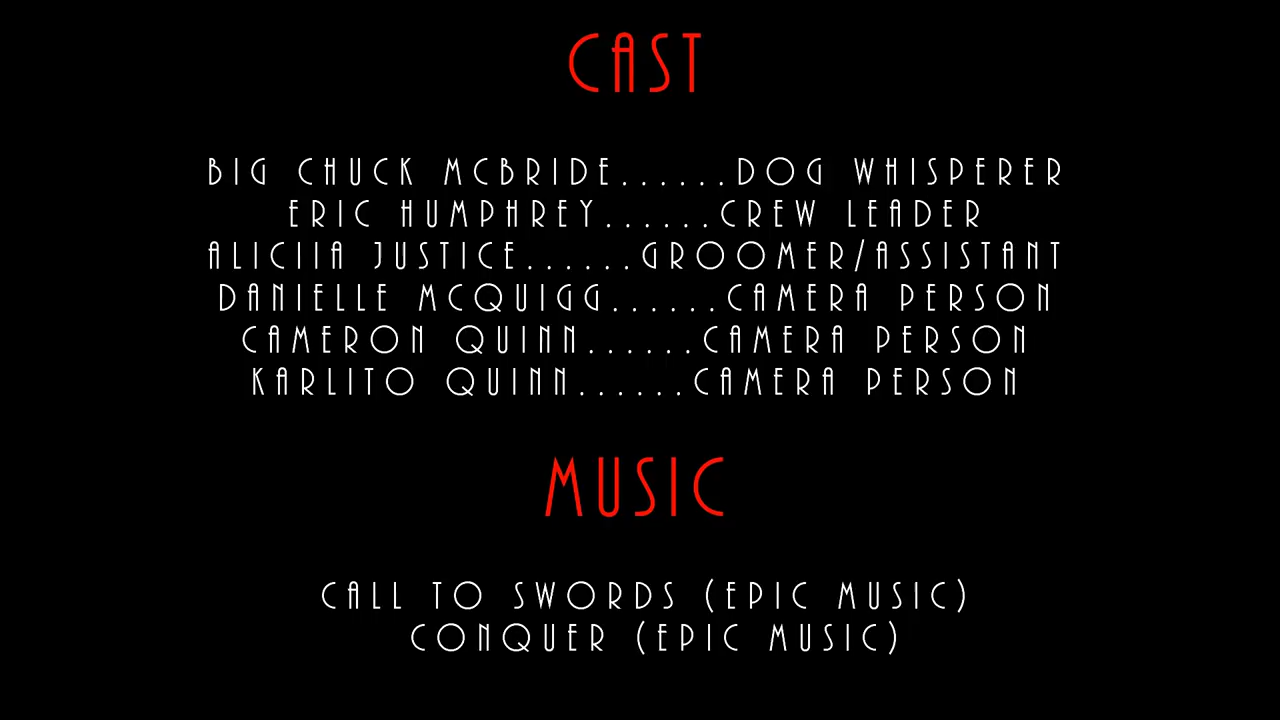 CAST
BIG CHUCK MCBRIDE......DOG WHISPERER
ERIC HUMPHREY......CREW LEADER
ALICIIA JUSTICE......GROOMER/ASSISTANT
DANIELLE MCQUIGG......CAMERA PERSON
CAMERON QUINN......CAMERA PERSON
KARLITO QUINN......CAMERA PERSON
MUSIC
CALL TO SWORDS (EPIC MUSIC)
CONQUER (EPIC MUSIC)